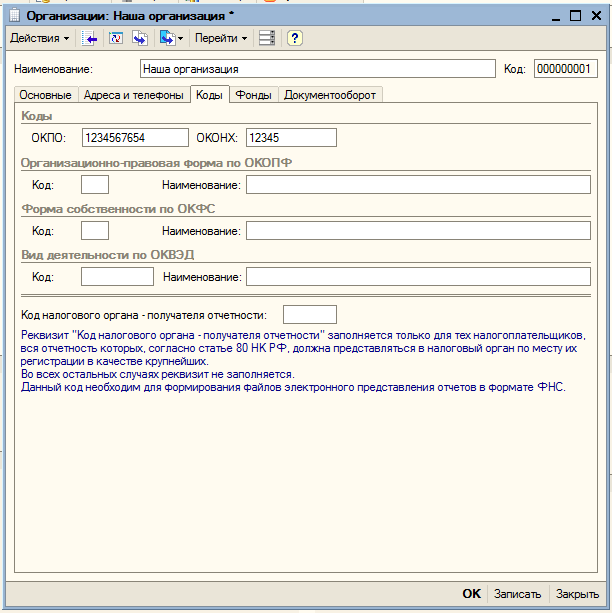 Организации: Наша организация *
Действия Перейти ?
Наименование: Наша организация Код: 000000001
Основные Адреса и телефоны Коды Фонды Документооборот
Коды
ОКПО: 1234567654 ОКОНХ: 12345
Организационно-правовая форма по ОКОПФ
Код: Наименование:
Форма собственности по ОКФС
Код: Наименование:
Вид деятельности по ОКВЭД
Код: Наименование:
Код налогового органа - получателя отчетности:
Реквизит "Код налогового органа - получателя отчетности" заполняется только для тех налогоплательщиков,
вся отчетность которых, согласно статье 80 НК РФ, должна представляться в налоговый орган по месту их
регистрации в качестве крупнейших.
Во всех остальных случаях реквизит не заполняется.
Данный код необходим для формирования файлов электронного представления отчетов в формате ФНС.
OK Записать Закрыть